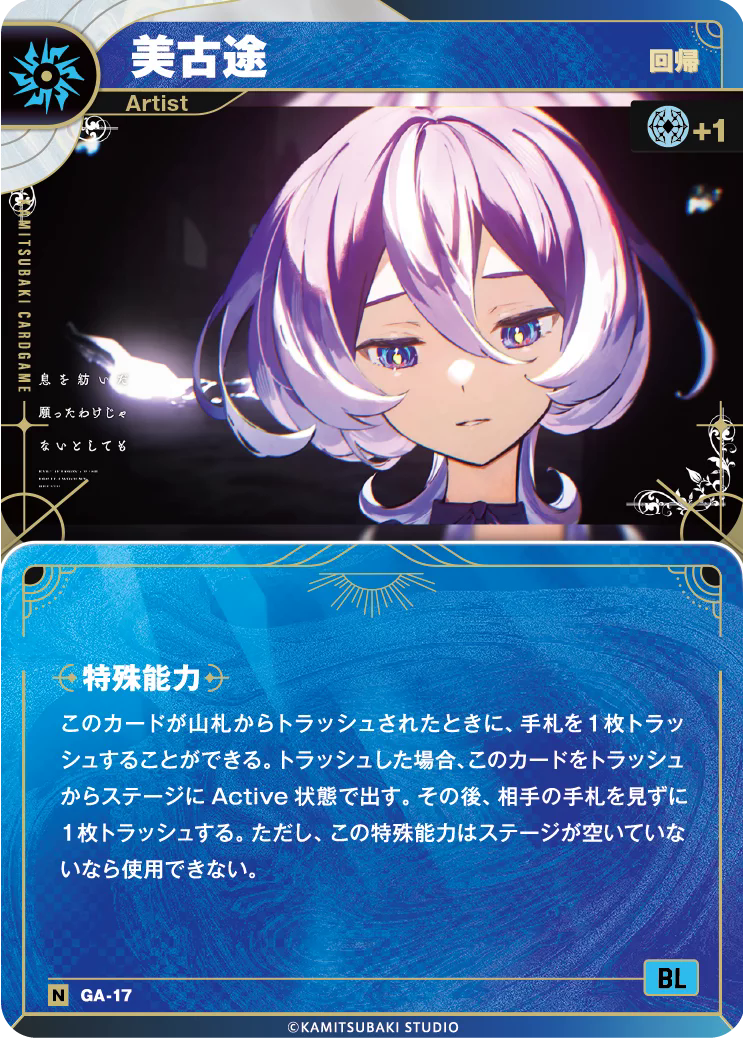 美古途
回帰
Artist
+1
KAMITSUBAKI CARDGAME
息を紡いだ
願ったわけじゃ
ないとしても
特殊能力
このカードが山札からトラッシュされたときに、手札を1枚トラッ
シュすることができる。トラッシュした場合、このカードをトラッシュ
からステージに Active 状態で出す。その後、相手の手札を見ずに
1枚トラッシュする。ただし、この特殊能力はステージが空いていな
いなら使用できない。
BL
N GA-17
©KAMITSUBAKI STUDIO